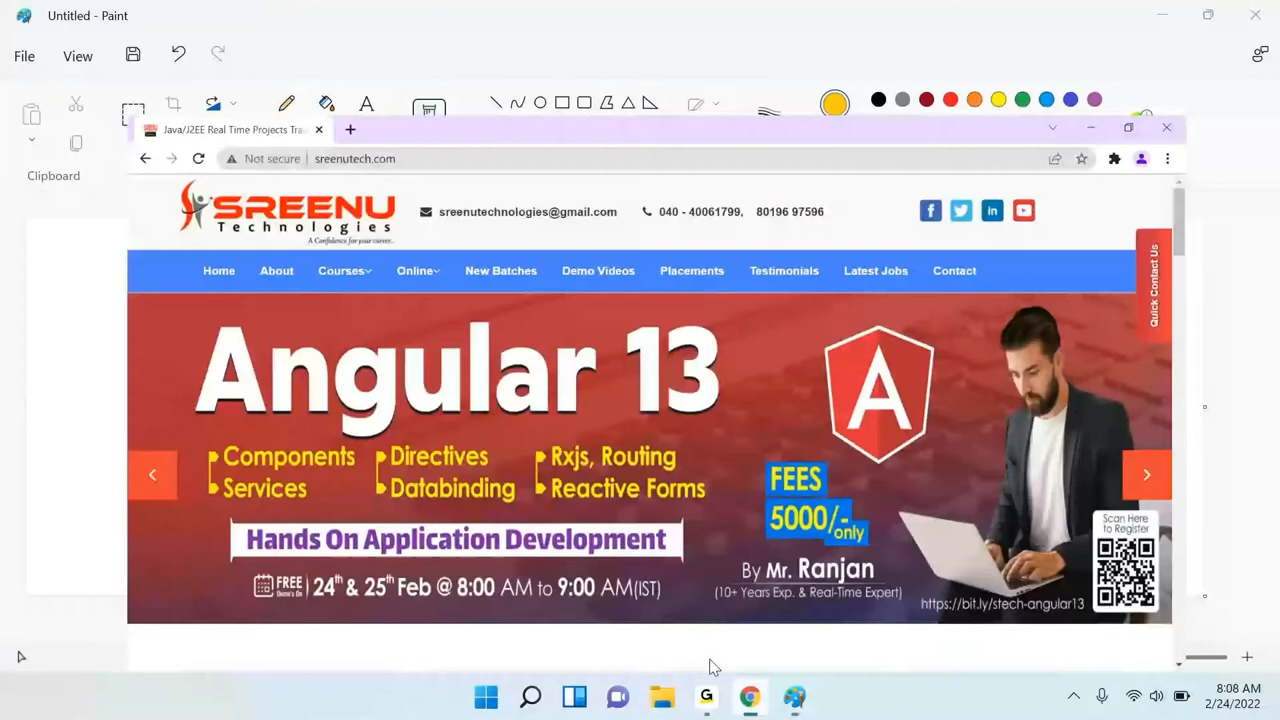 Untitled - Paint
File
View
Java/J2EE Real Time Projects Trai
Not secure
sreenutech.com
Clipboard
SREENU
Technologies
A Confidence for your career..
sreenutechnologies@gmail.com
040 - 40061799, 80196 97596
Home
About
Courses
Online
New Batches
Demo Videos
Placements
Testimonials
Latest Jobs
Contact
Quick Contact Us
Angular 13
Components
Directives
Rxjs, Routing
Services
Databinding
Reactive Forms
FEES
5000/-
only
Hands On Application Development
FREE
Demo's On
24th & 25th Feb @ 8:00 AM to 9:00 AM(IST)
By Mr. Ranjan
(10+ Years Exp. & Real-Time Expert)
Scan Here
to Register
https://bit.ly/stech-angular13
8:08 AM
2/24/2022